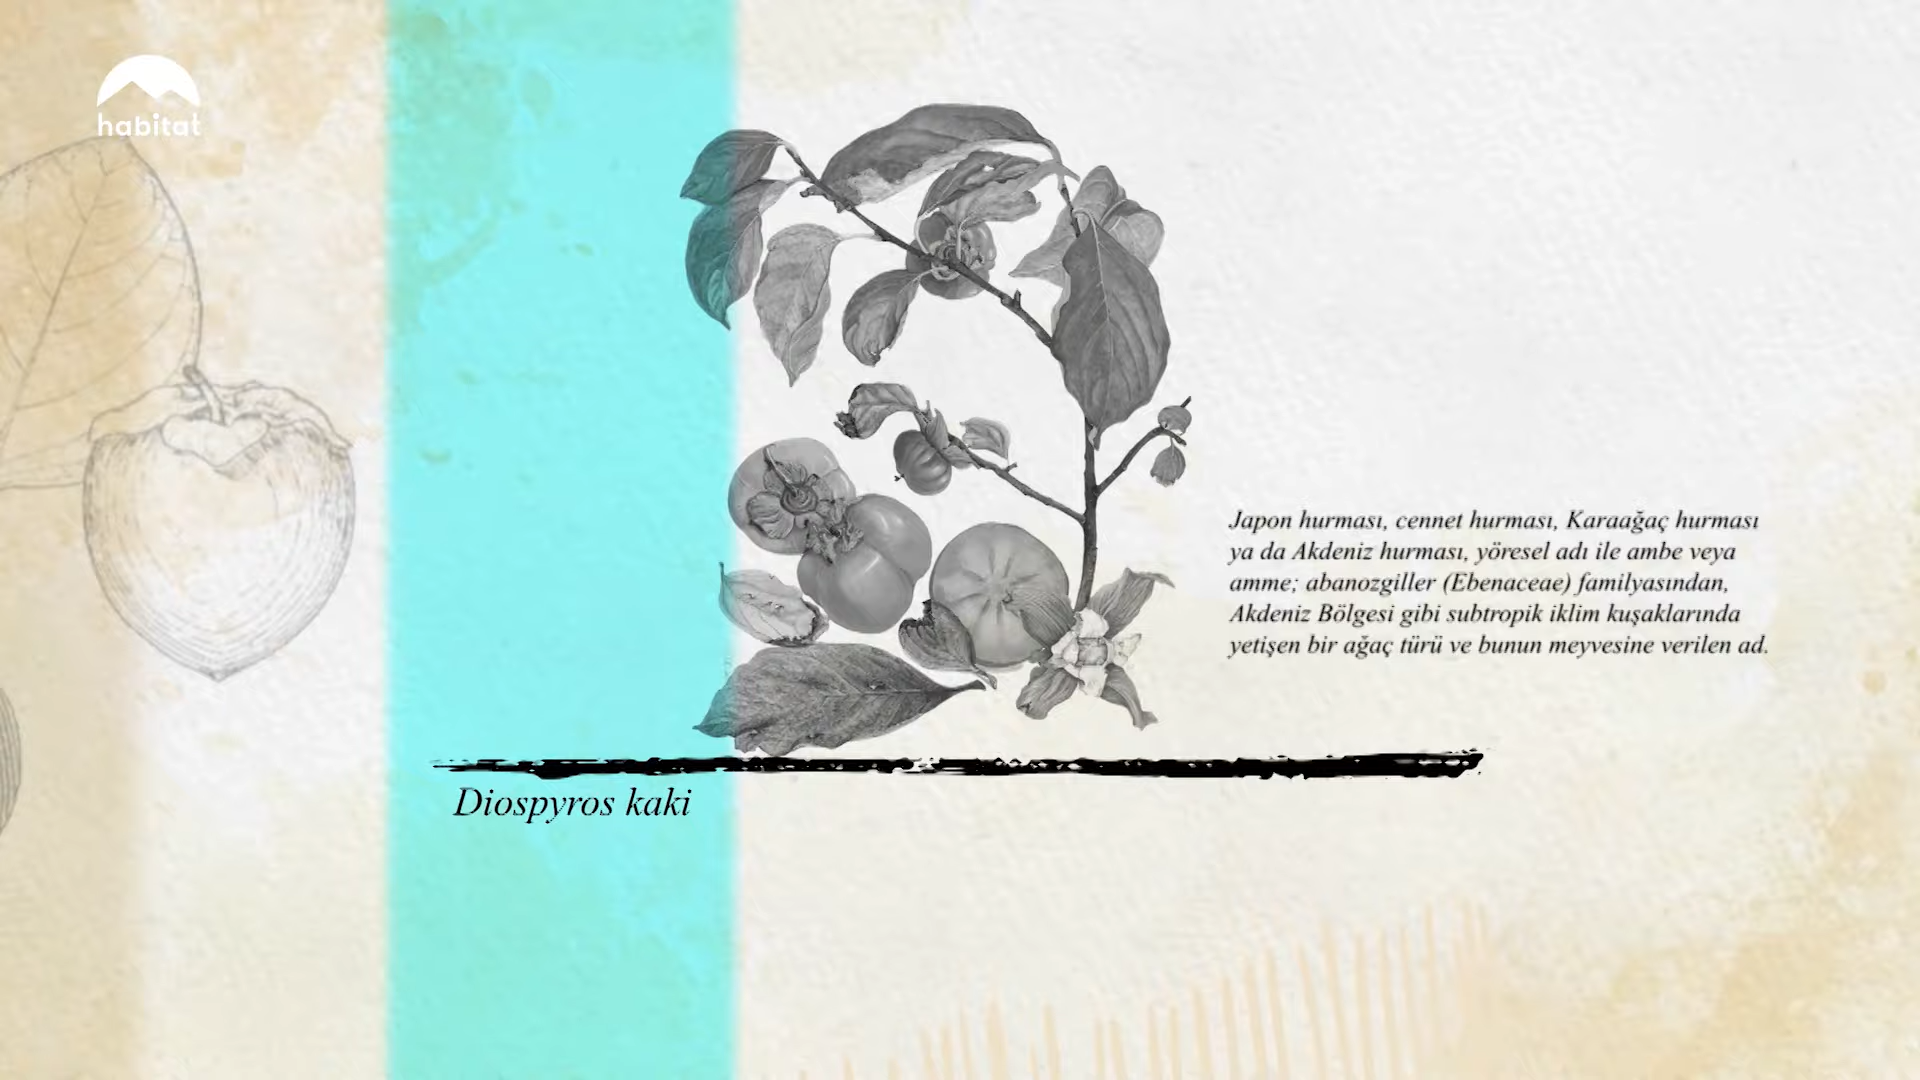 habitat
Japon hurması, cennet hurması, Karaağaç hurması
ya da Akdeniz hurması, yöresel adı ile ambe veya
amme; abanozgiller (Ebenaceae) familyasından,
Akdeniz Bölgesi gibi subtropik iklim kuşaklarında
yetişen bir ağaç türü ve bunun meyvesine verilen ad.
Diospyros kaki